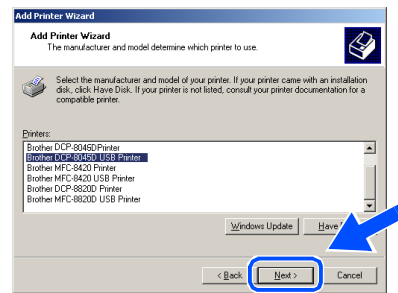 Add Printer Wizard
Add Printer Wizard
The manufacturer and model determine which printer to use.
Select the manufacturer and model of your printer. If your printer came with an installation
disk, click Have Disk. If your printer is not listed, consult your printer documentation for a
compatible printer.
Printers:
Brother DCP-8045DPrinter
Brother DCP-8045D USB Printer
Brother MFC-8420 Printer
Brother MFC-8420 USB Printer
Brother DCP-8820D Printer
Brother MFC-8820D USB Printer
Windows Update Have
< Back Next > Cancel